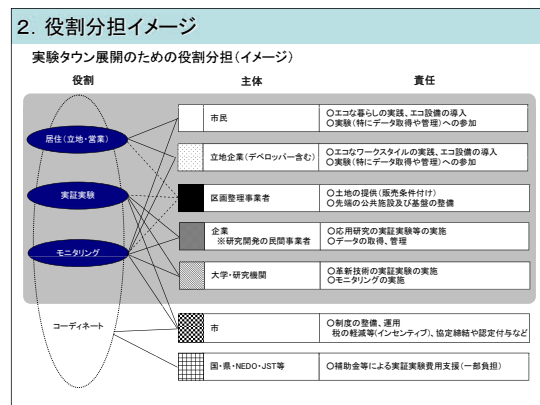 2. 役割分担イメージ
実験タウン展開のための役割分担(イメージ)
役割
主体
責任
居住(立地・営業)
実証実験
モニタリング
コーディネート
市民
○エコな暮らしの実践、エコ設備の導入
○実験(特にデータ取得や管理)への参加
立地企業(デベロッパー含む)
○エコなワークスタイルの実践、エコ設備の導入
○実験(特にデータ取得や管理)への参加
区画整理事業者
○土地の提供(販売条件付け)
○先端の公共施設及び基盤の整備
企業
※研究開発の民間事業者
○応用研究の実証実験等の実施
○データの取得、管理
大学・研究機関
○革新技術の実証実験の実施
○モニタリングの実施
市
○制度の整備、運用
税の軽減等(インセンティブ)、協定締結や認定付与など
国・県・NEDO・JST等
○補助金等による実証実験費用支援(一部負担)